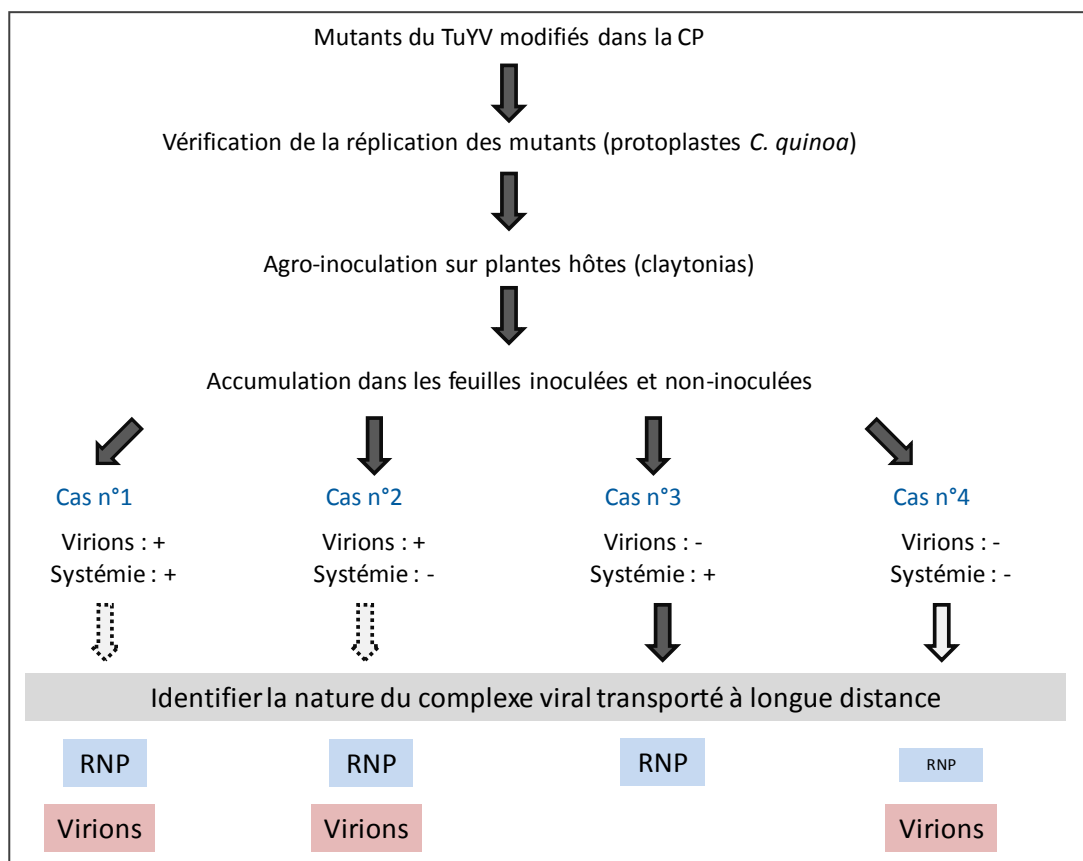 Mutants du TuYV modifiés dans la CP
Vérification de la réplication des mutants (protoplastes C. quinoa)
Agro-inoculation sur plantes hôtes (claytonias)
Accumulation dans les feuilles inoculées et non-inoculées
Cas n°1
Virions : +
Systémie : +
Cas n°2
Virions : +
Systémie : -
Cas n°3
Virions : -
Systémie : +
Cas n°4
Virions : -
Systémie : -
Identifier la nature du complexe viral transporté à longue distance
RNP
RNP
RNP
RNP
Virions
Virions
Virions